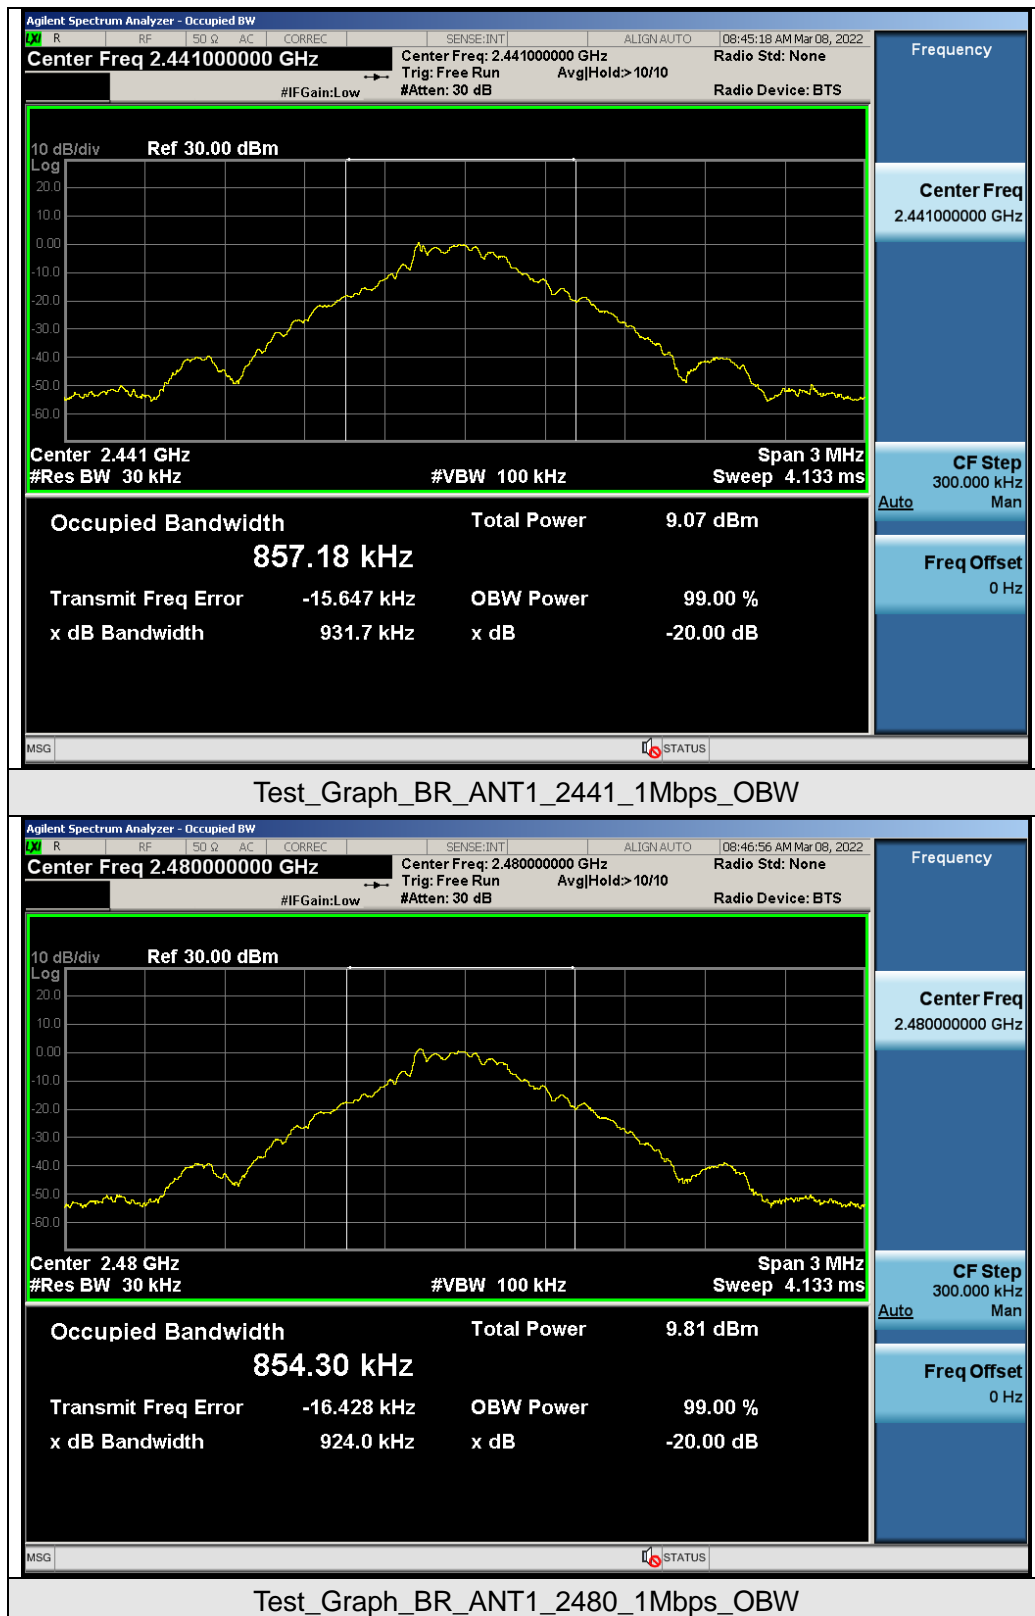 Agilent Spectrum Analyzer - Occupied BW
LXI R RF 50 Ω AC CORREC SENSE:INT ALIGN AUTO 08:45:18 AM Mar 08, 2022
Center Freq 2.441000000 GHz Center Freq: 2.441000000 GHz Radio Std: None
Trig: Free Run Avg|Hold:> 10/10
#IFGain:Low #Atten: 30 dB Radio Device: BTS
10 dB/div Ref 30.00 dBm
Log
20.0
10.0
0.00
-10.0
-20.0
-30.0
-40.0
-50.0
-60.0
Center 2.441 GHz Span 3 MHz
#Res BW 30 kHz #VBW 100 kHz Sweep 4.133 ms
Occupied Bandwidth Total Power 9.07 dBm
857.18 kHz
Transmit Freq Error -15.647 kHz OBW Power 99.00 %
x dB Bandwidth 931.7 kHz x dB -20.00 dB
MSG STATUS
Frequency
Center Freq
2.441000000 GHz
CF Step
300.000 kHz
Auto Man
Freq Offset
0 Hz
Test_Graph_BR_ANT1_2441_1Mbps_OBW
Agilent Spectrum Analyzer - Occupied BW
LXI R RF 50 Ω AC CORREC SENSE:INT ALIGN AUTO 08:46:56 AM Mar 08, 2022
Center Freq 2.480000000 GHz Center Freq: 2.480000000 GHz Radio Std: None
Trig: Free Run Avg|Hold:> 10/10
#IFGain:Low #Atten: 30 dB Radio Device: BTS
10 dB/div Ref 30.00 dBm
Log
20.0
10.0
0.00
-10.0
-20.0
-30.0
-40.0
-50.0
-60.0
Center 2.48 GHz Span 3 MHz
#Res BW 30 kHz #VBW 100 kHz Sweep 4.133 ms
Occupied Bandwidth Total Power 9.81 dBm
854.30 kHz
Transmit Freq Error -16.428 kHz OBW Power 99.00 %
x dB Bandwidth 924.0 kHz x dB -20.00 dB
MSG STATUS
Frequency
Center Freq
2.480000000 GHz
CF Step
300.000 kHz
Auto Man
Freq Offset
0 Hz
Test_Graph_BR_ANT1_2480_1Mbps_OBW